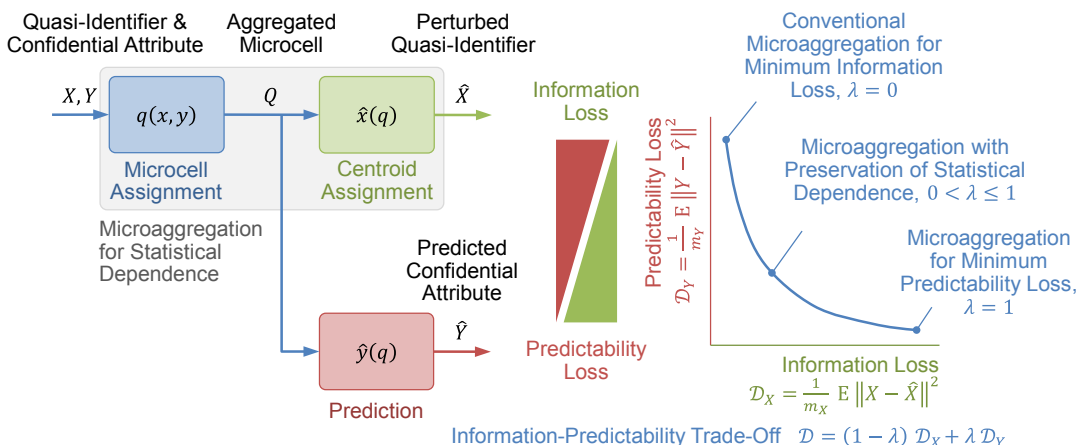 Quasi-Identifier &
Confidential Attribute
Aggregated
Microcell
Perturbed
Quasi-Identifier
X, Y
q(x, y)
Q
x̂(q)
X̂
Microcell
Assignment
Centroid
Assignment
Microaggregation
for Statistical
Dependence
Predicted
Confidential
Attribute
ŷ(q)
Ŷ
Prediction
Information
Loss
Predictability
Loss
Predictability Loss
𝒟_Y = 1/m_Y E ‖Y − Ŷ‖²
Conventional
Microaggregation for
Minimum Information
Loss, λ = 0
Microaggregation with
Preservation of Statistical
Dependence, 0 < λ ≤ 1
Microaggregation
for Minimum
Predictability Loss,
λ = 1
Information Loss
𝒟_X = 1/m_X E ‖X − X̂‖²
Information-Predictability Trade-Off 𝒟 = (1 − λ) 𝒟_X + λ 𝒟_Y